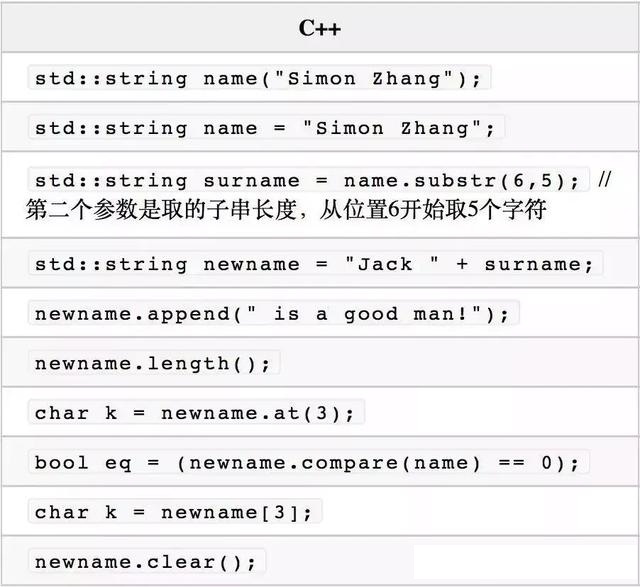 C++
std::string name("Simon Zhang");
std::string name = "Simon Zhang";
std::string surname = name.substr(6,5); //
第二个参数是取的子串长度，从位置6开始取5个字符
std::string newname = "Jack " + surname;
newname.append(" is a good man!");
newname.length();
char k = newname.at(3);
bool eq = (newname.compare(name) == 0);
char k = newname[3];
newname.clear();